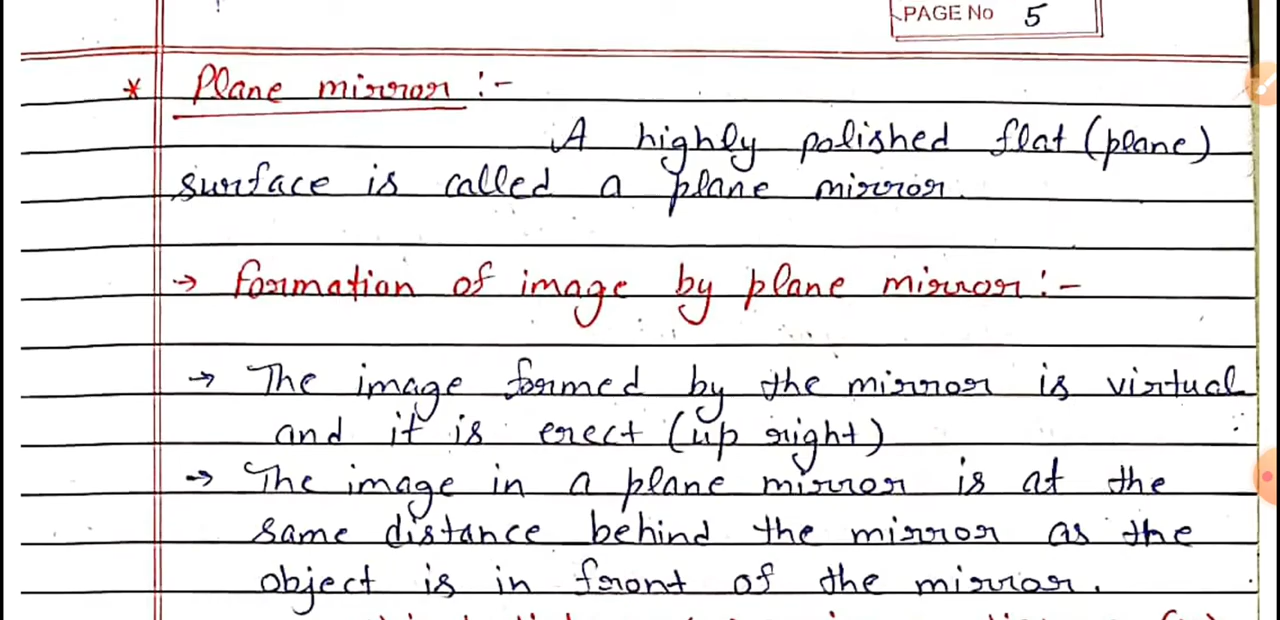 PAGE No 5
* Plane mirror :-
A highly polished flat (plane)
surface is called a plane mirror.
→ formation of image by plane mirror :-
→ The image formed by the mirror is virtual
and it is erect (up right)
→ The image in a plane mirror is at the
same distance behind the mirror as the
object is in front of the mirror.